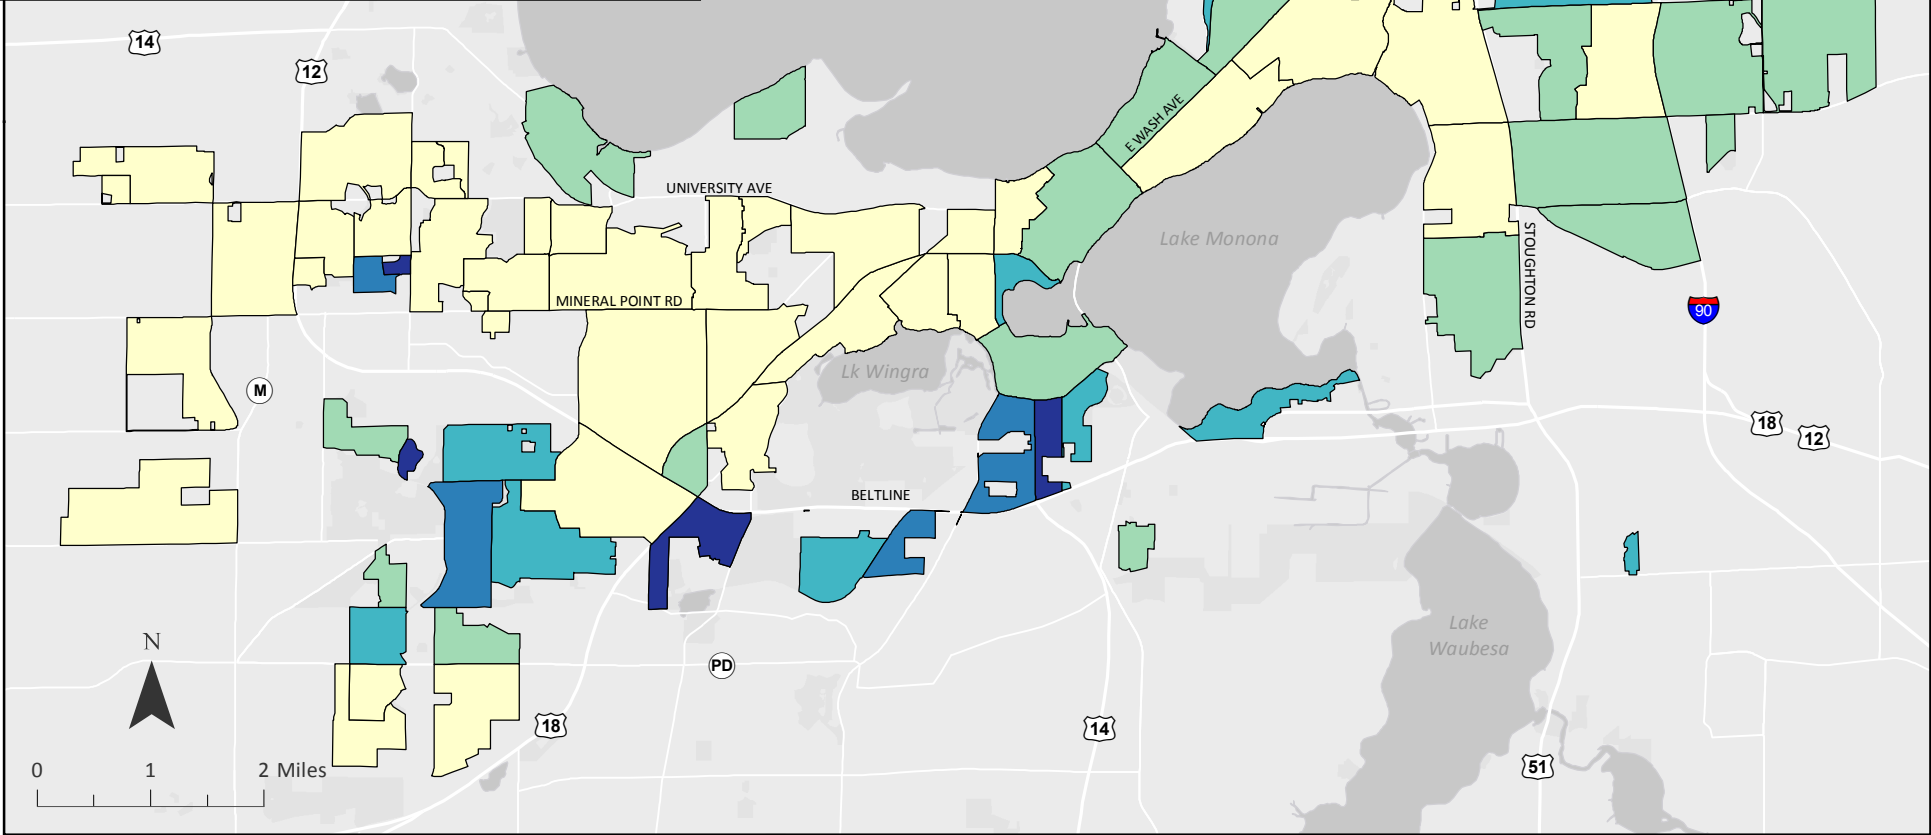 14
12
E WASH AVE
UNIVERSITY AVE
Lake Monona
STOUGHTON RD
MINERAL POINT RD
90
Lk Wingra
M
18
12
BELTLINE
Lake
Waubesa
N
PD
18
14
51
0 1 2 Miles